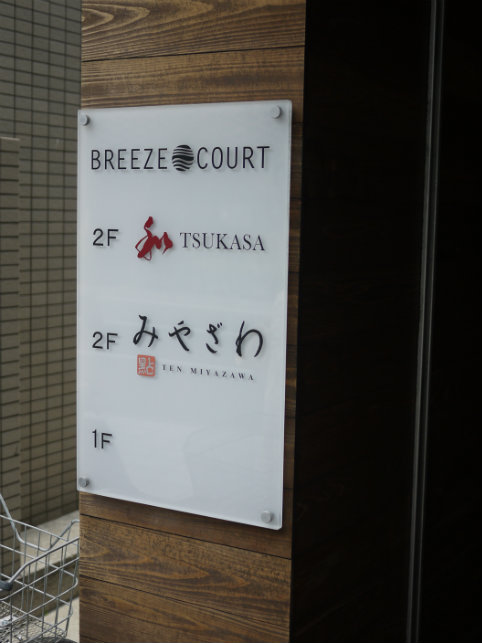 BREEZE COURT
2F 和 TSUKASA
2F みやざわ
點 TEN MIYAZAWA
1F